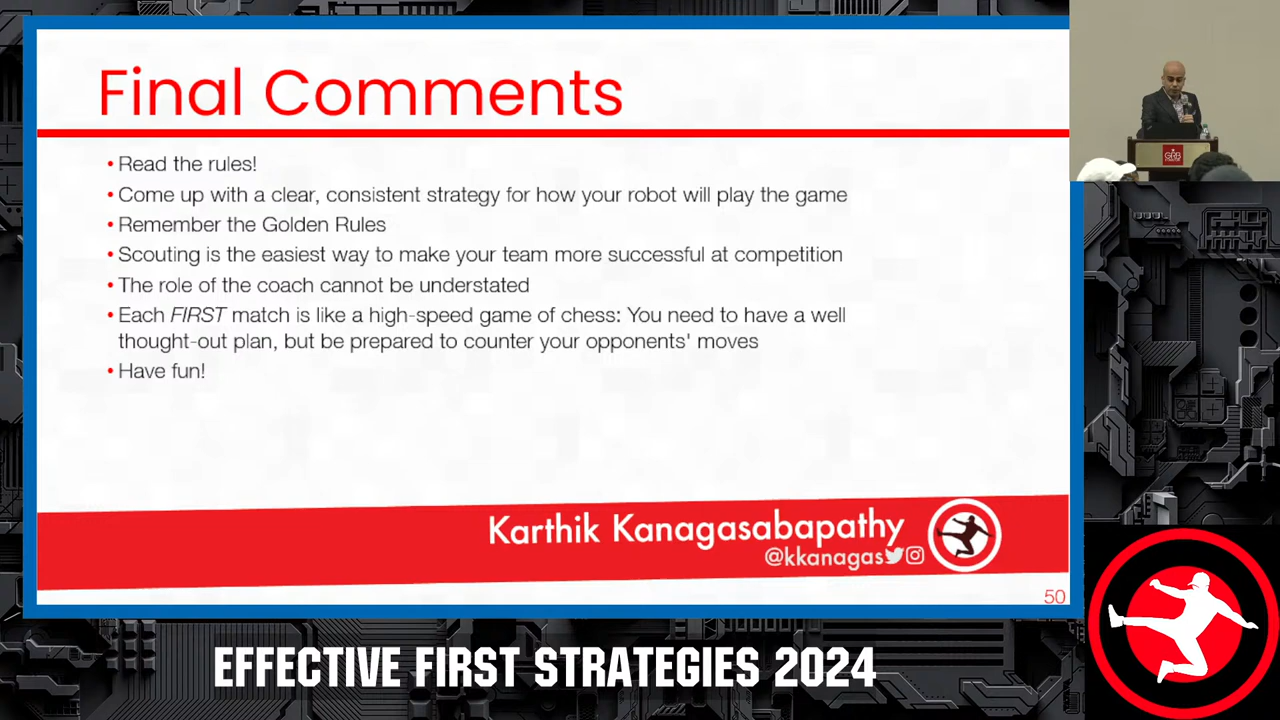 Final Comments
• Read the rules!
• Come up with a clear, consistent strategy for how your robot will play the game
• Remember the Golden Rules
• Scouting is the easiest way to make your team more successful at competition
• The role of the coach cannot be understated
• Each FIRST match is like a high-speed game of chess: You need to have a well
thought-out plan, but be prepared to counter your opponents' moves
• Have fun!
Karthik Kanagasabapathy
@kkanagas
50
GRB
EFFECTIVE FIRST STRATEGIES 2024